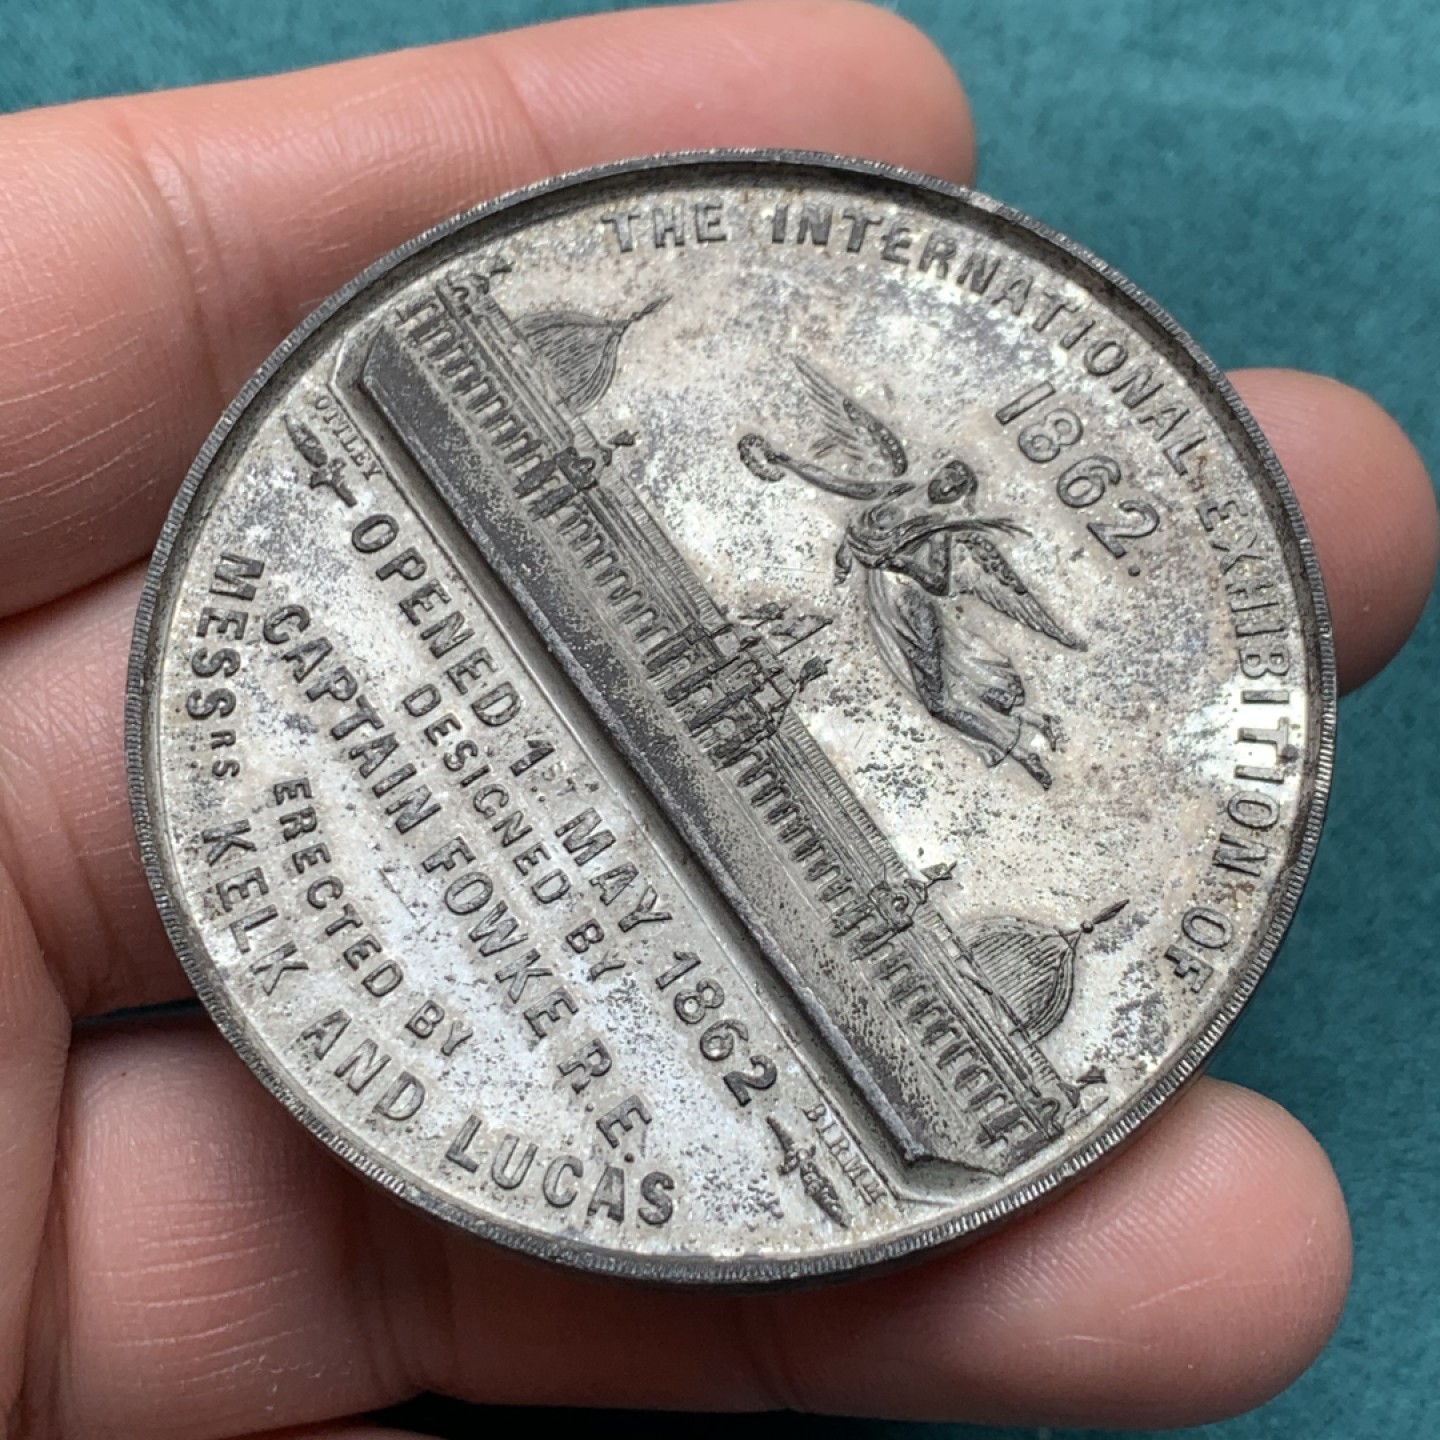 THE INTERNATIONAL EXHIBITION OF
1862.
OTTLEY BIRMM
OPENED 1ST MAY 1862
DESIGNED BY
CAPTAIN FOWKE R.E.
ERECTED BY
MESSRS KELK AND LUCAS